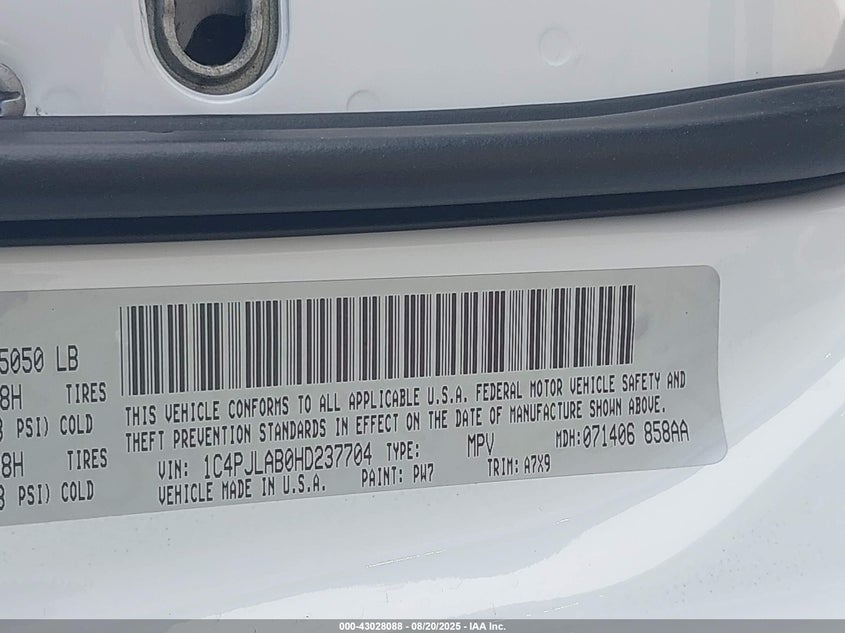 5050 LB
8H TIRES
PSI) COLD
8H
PSI) COLD
THIS VEHICLE CONFORMS TO ALL APPLICABLE U.S.A. FEDERAL MOTOR VEHICLE SAFETY AND
THEFT PREVENTION STANDARDS IN EFFECT ON THE DATE OF MANUFACTURE SHOWN ABOVE.
VIN: 1C4PJLAB0HD237704 TYPE: MPV MDH:071406 858AA
VEHICLE MADE IN U.S.A. PAINT: PW7 TRIM: A7X9
000-43028088 | 08/20/2025 - IAA Inc.